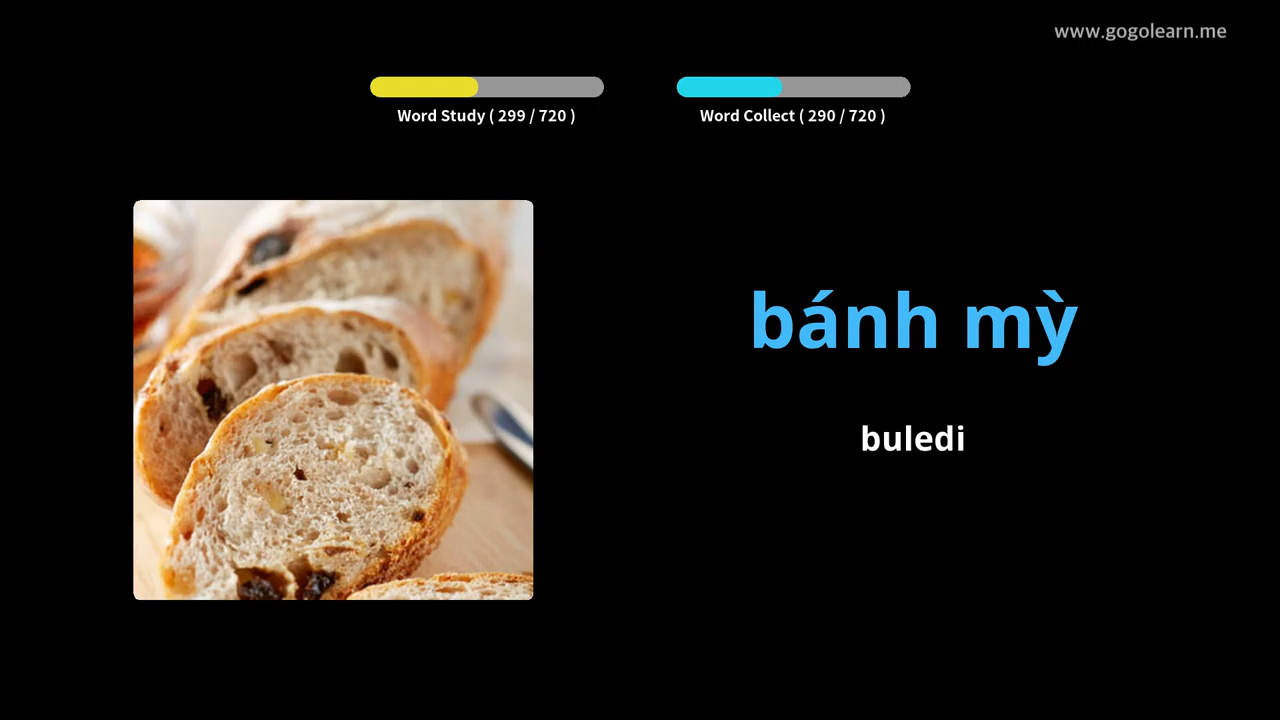 www.gogolearn.me
Word Study ( 299 / 720 )
Word Collect ( 290 / 720 )
bánh mỳ
buledi